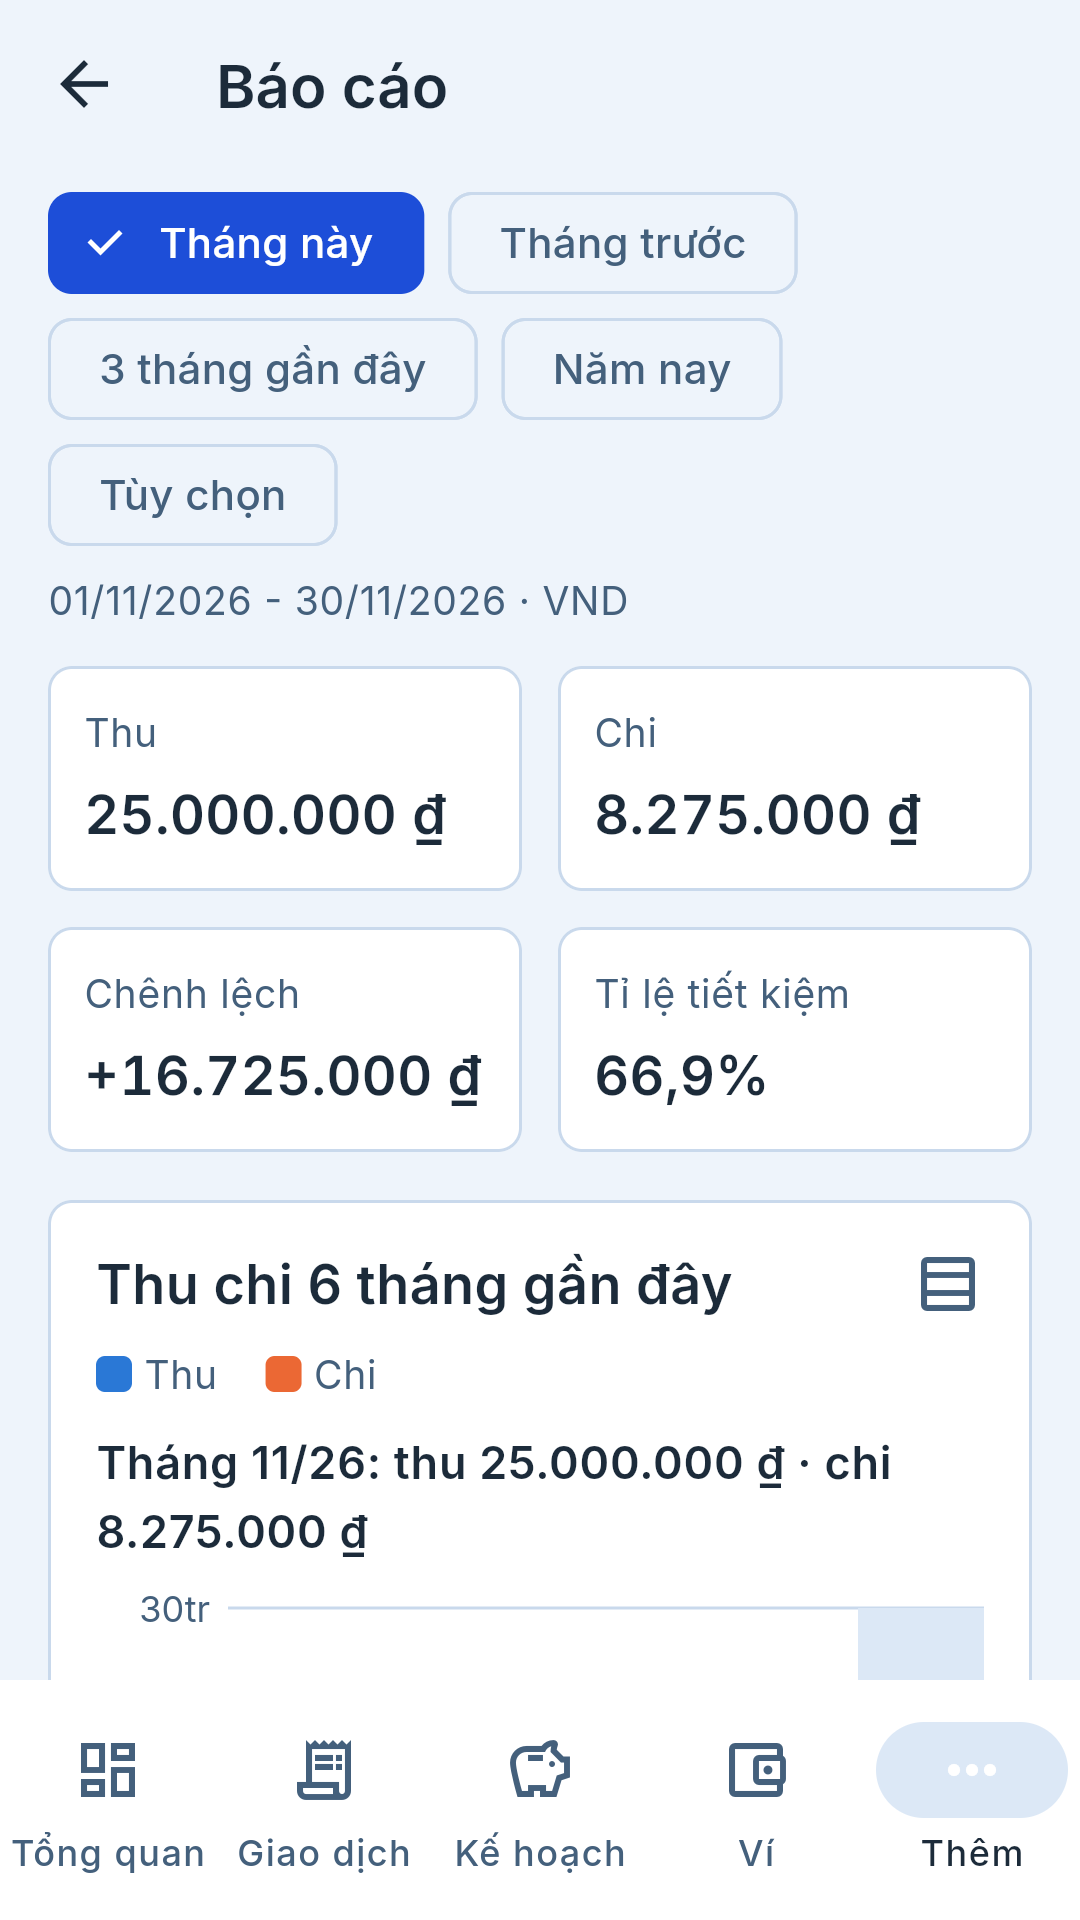 Báo cáo
Tháng này
Tháng trước
3 tháng gần đây
Năm nay
Tùy chọn
01/11/2026 - 30/11/2026 · VND
Thu
Chi
25.000.000 ₫
8.275.000 ₫
Chênh lệch
Tỉ lệ tiết kiệm
+16.725.000 ₫
66,9%
Thu chi 6 tháng gần đây
Thu
Chi
Tháng 11/26: thu 25.000.000 ₫ · chi
8.275.000 ₫
30tr
Tổng quan
Giao dịch
Kế hoạch
Ví
Thêm